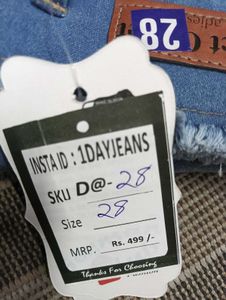 28
INSTA ID : 1DAYJEANS
SKU D@- 28
Size 28
MRP. Rs. 499 /-
Thanks For Choosing